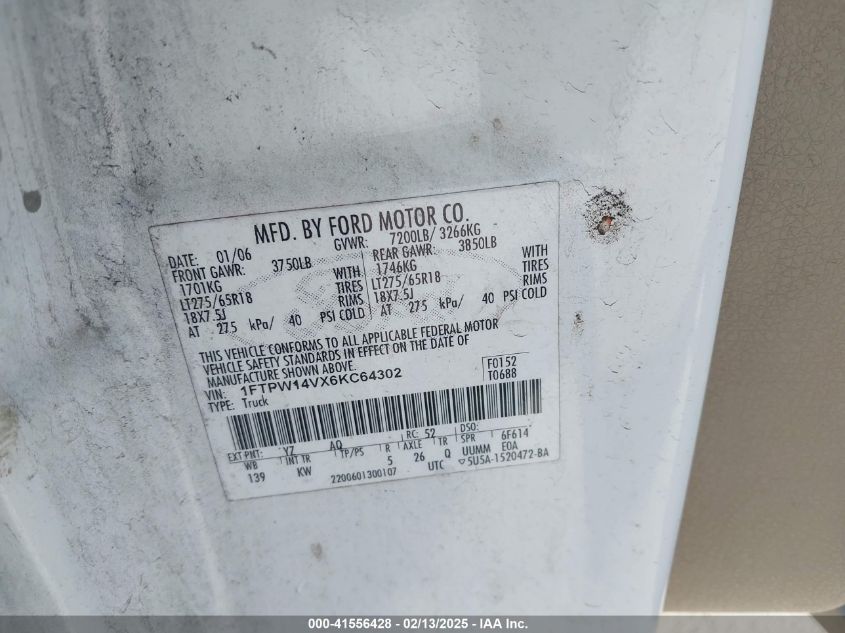 MFD. BY FORD MOTOR CO.
DATE: 01/06 GVWR: 7200LB/ 3266KG
FRONT GAWR: 3750LB REAR GAWR: 3850LB
1701KG WITH 1746KG WITH
LT275/65R18 TIRES LT275/65R18 TIRES
18X7.5J RIMS 18X7.5J RIMS
AT 275 kPa/ 40 PSI COLD AT 275 kPa/ 40 PSI COLD
THIS VEHICLE CONFORMS TO ALL APPLICABLE FEDERAL MOTOR
VEHICLE SAFETY STANDARDS IN EFFECT ON THE DATE OF
MANUFACTURE SHOWN ABOVE.
VIN: 1FTPW14VX6KC64302 F0152
TYPE: Truck T0688
EXT PNT: YZ AQ RC: 52 DSO:
WB INT TR TP/PS R AXLE TR SPR 6F614
139 KW 5 26 Q UUMM E0A
2200601300107 UTC 5U5A-1520472-BA
000-41556428 - 02/13/2025 - IAA Inc.